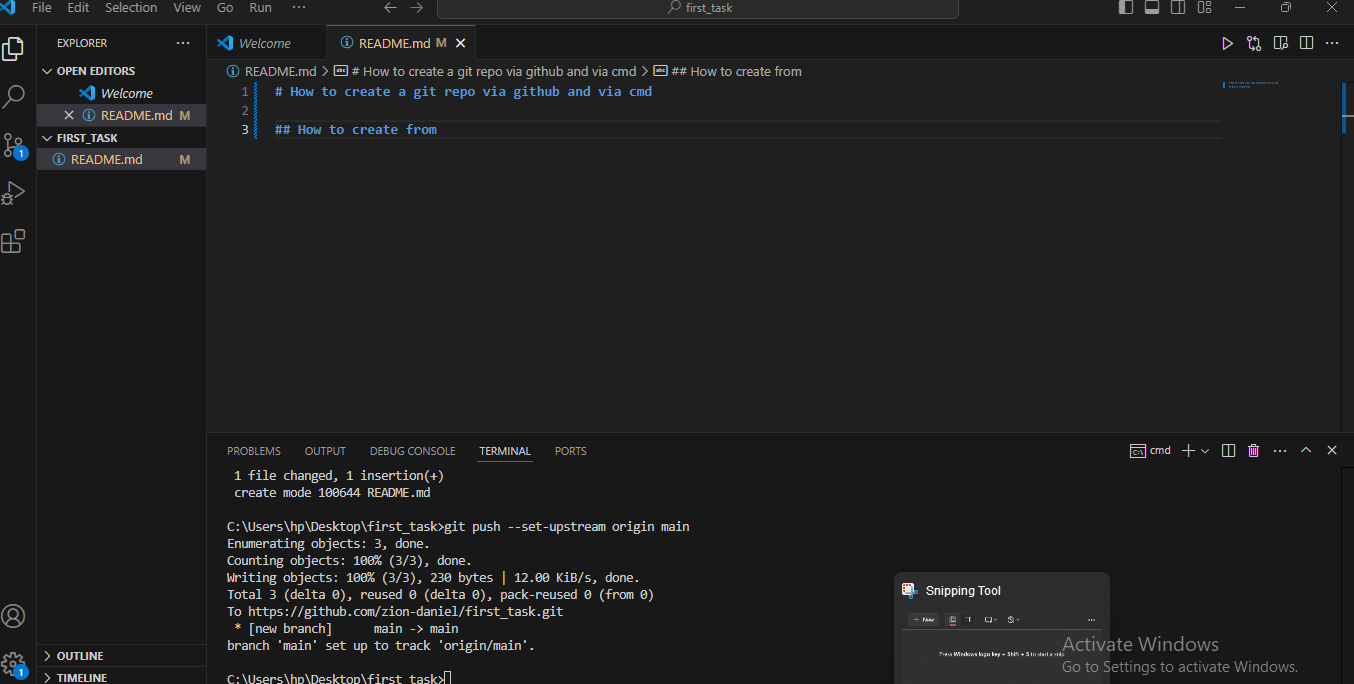 File Edit Selection View Go Run ···
first_task
EXPLORER ···
OPEN EDITORS
Welcome
README.md M
FIRST_TASK
README.md M
OUTLINE
TIMELINE
1
1
Welcome
README.md M
README.md > # How to create a git repo via github and via cmd > ## How to create from
1 # How to create a git repo via github and via cmd
2
3 ## How to create from
PROBLEMS OUTPUT DEBUG CONSOLE TERMINAL PORTS
cmd
1 file changed, 1 insertion(+)
create mode 100644 README.md
C:\Users\hp\Desktop\first_task>git push --set-upstream origin main
Enumerating objects: 3, done.
Counting objects: 100% (3/3), done.
Writing objects: 100% (3/3), 230 bytes | 12.00 KiB/s, done.
Total 3 (delta 0), reused 0 (delta 0), pack-reused 0 (from 0)
To https://github.com/zion-daniel/first_task.git
* [new branch] main -> main
branch 'main' set up to track 'origin/main'.
C:\Users\hp\Desktop\first_task>
Snipping Tool
+ New
Press Windows logo key + Shift + S to start a snip
Activate Windows
Go to Settings to activate Windows.